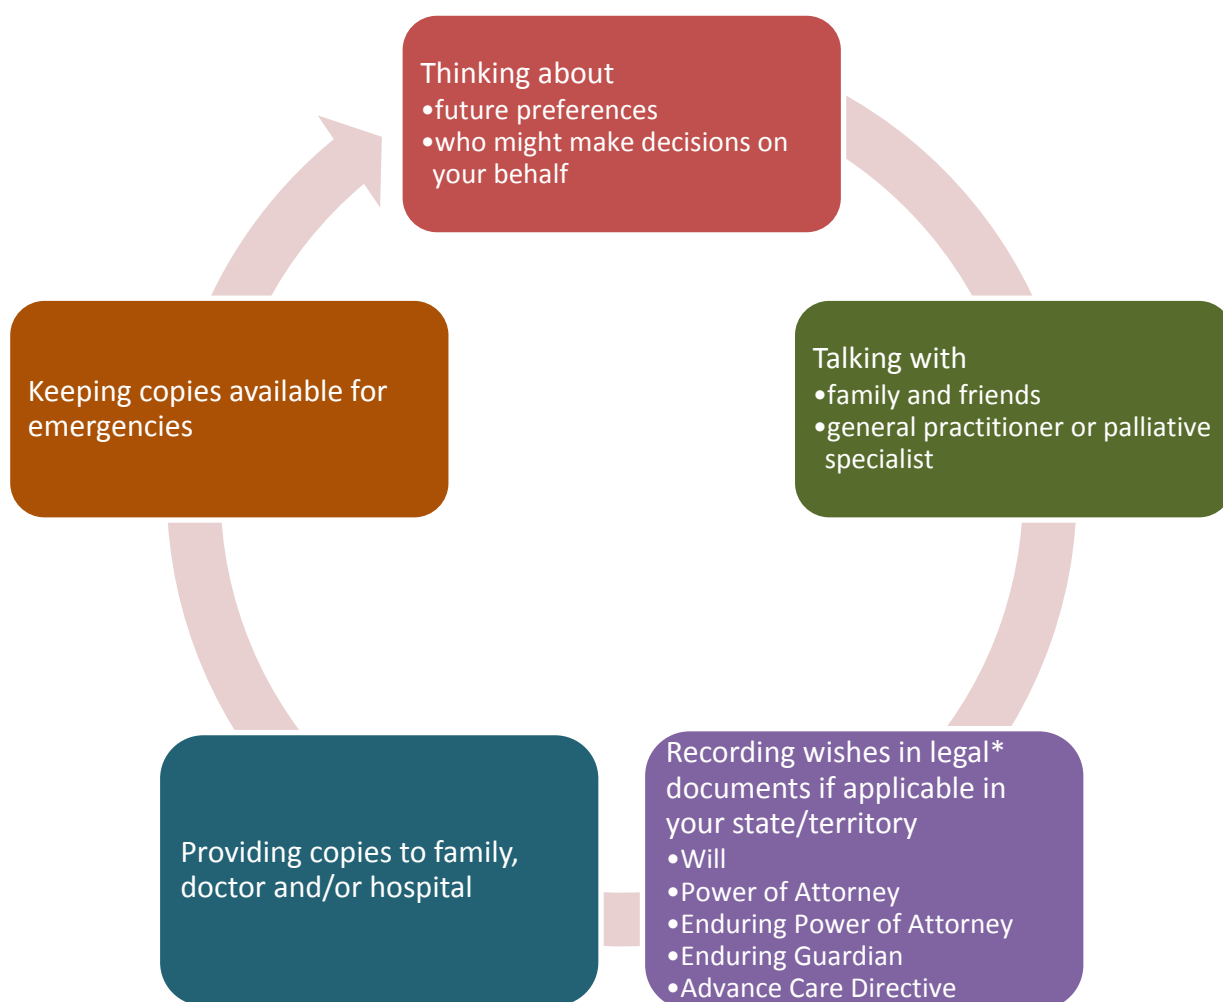 Thinking about
•future preferences
•who might make decisions on
your behalf
Talking with
•family and friends
•general practitioner or palliative
specialist
Recording wishes in legal*
documents if applicable in
your state/territory
•Will
•Power of Attorney
•Enduring Power of Attorney
•Enduring Guardian
•Advance Care Directive
Providing copies to family,
doctor and/or hospital
Keeping copies available for
emergencies